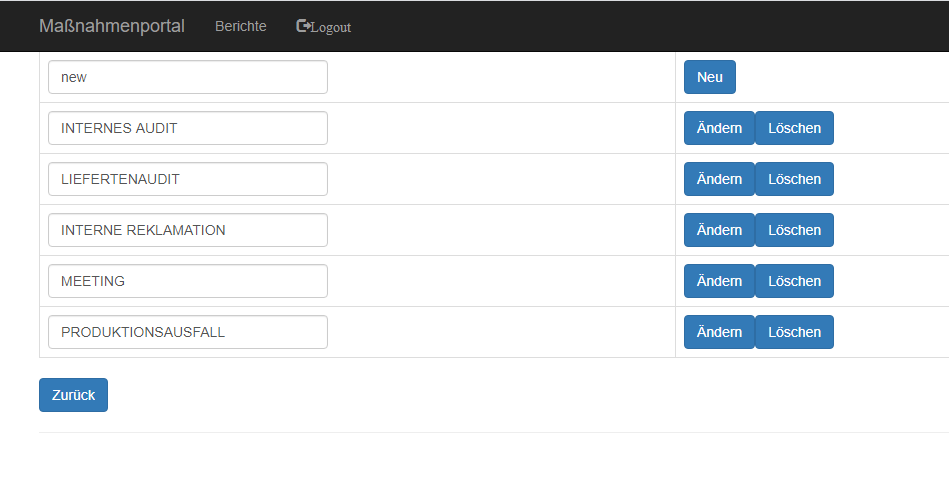 Maßnahmenportal Berichte Logout
new Neu
INTERNES AUDIT Ändern Löschen
LIEFERTENAUDIT Ändern Löschen
INTERNE REKLAMATION Ändern Löschen
MEETING Ändern Löschen
PRODUKTIONSAUSFALL Ändern Löschen
Zurück